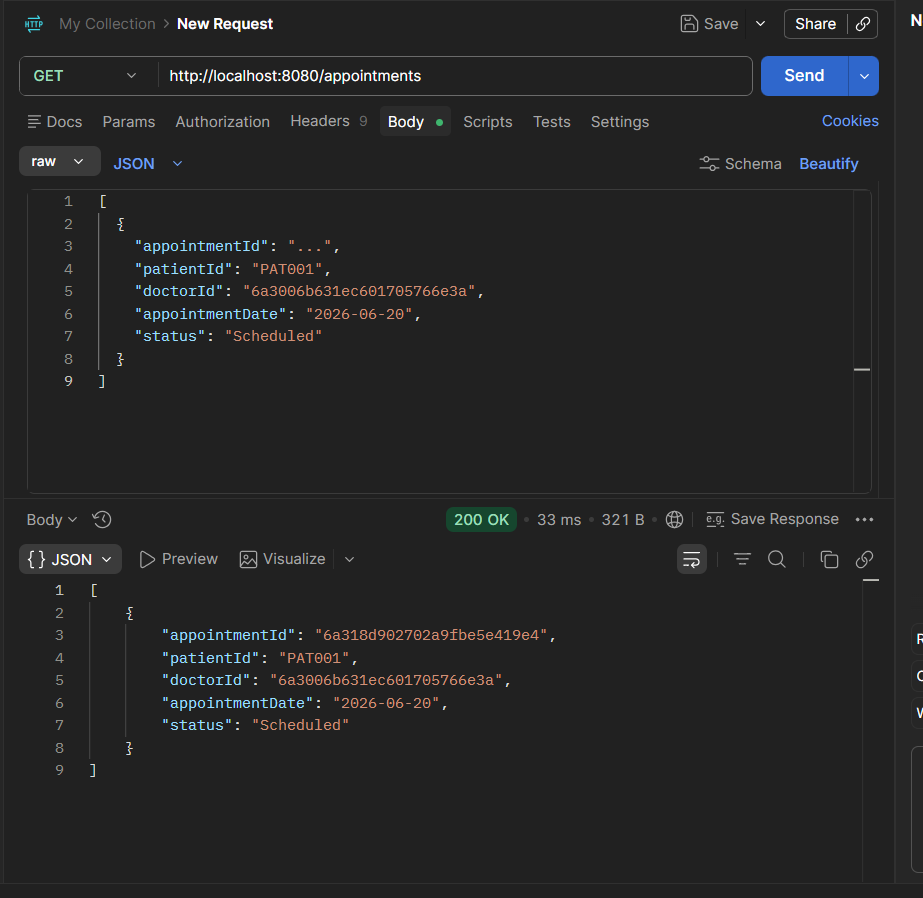 HTTP My Collection > New Request Save Share
N
GET http://localhost:8080/appointments Send
Docs Params Authorization Headers 9 Body Scripts Tests Settings Cookies
raw JSON Schema Beautify
1 [
2 {
3 "appointmentId": "...",
4 "patientId": "PAT001",
5 "doctorId": "6a3006b631ec601705766e3a",
6 "appointmentDate": "2026-06-20",
7 "status": "Scheduled"
8 }
9 ]
Body 200 OK • 33 ms • 321 B • e.g. Save Response •••
{} JSON Preview Visualize
1 [
2 {
3 "appointmentId": "6a318d902702a9fbe5e419e4",
4 "patientId": "PAT001",
5 "doctorId": "6a3006b631ec601705766e3a",
6 "appointmentDate": "2026-06-20",
7 "status": "Scheduled"
8 }
9 ]